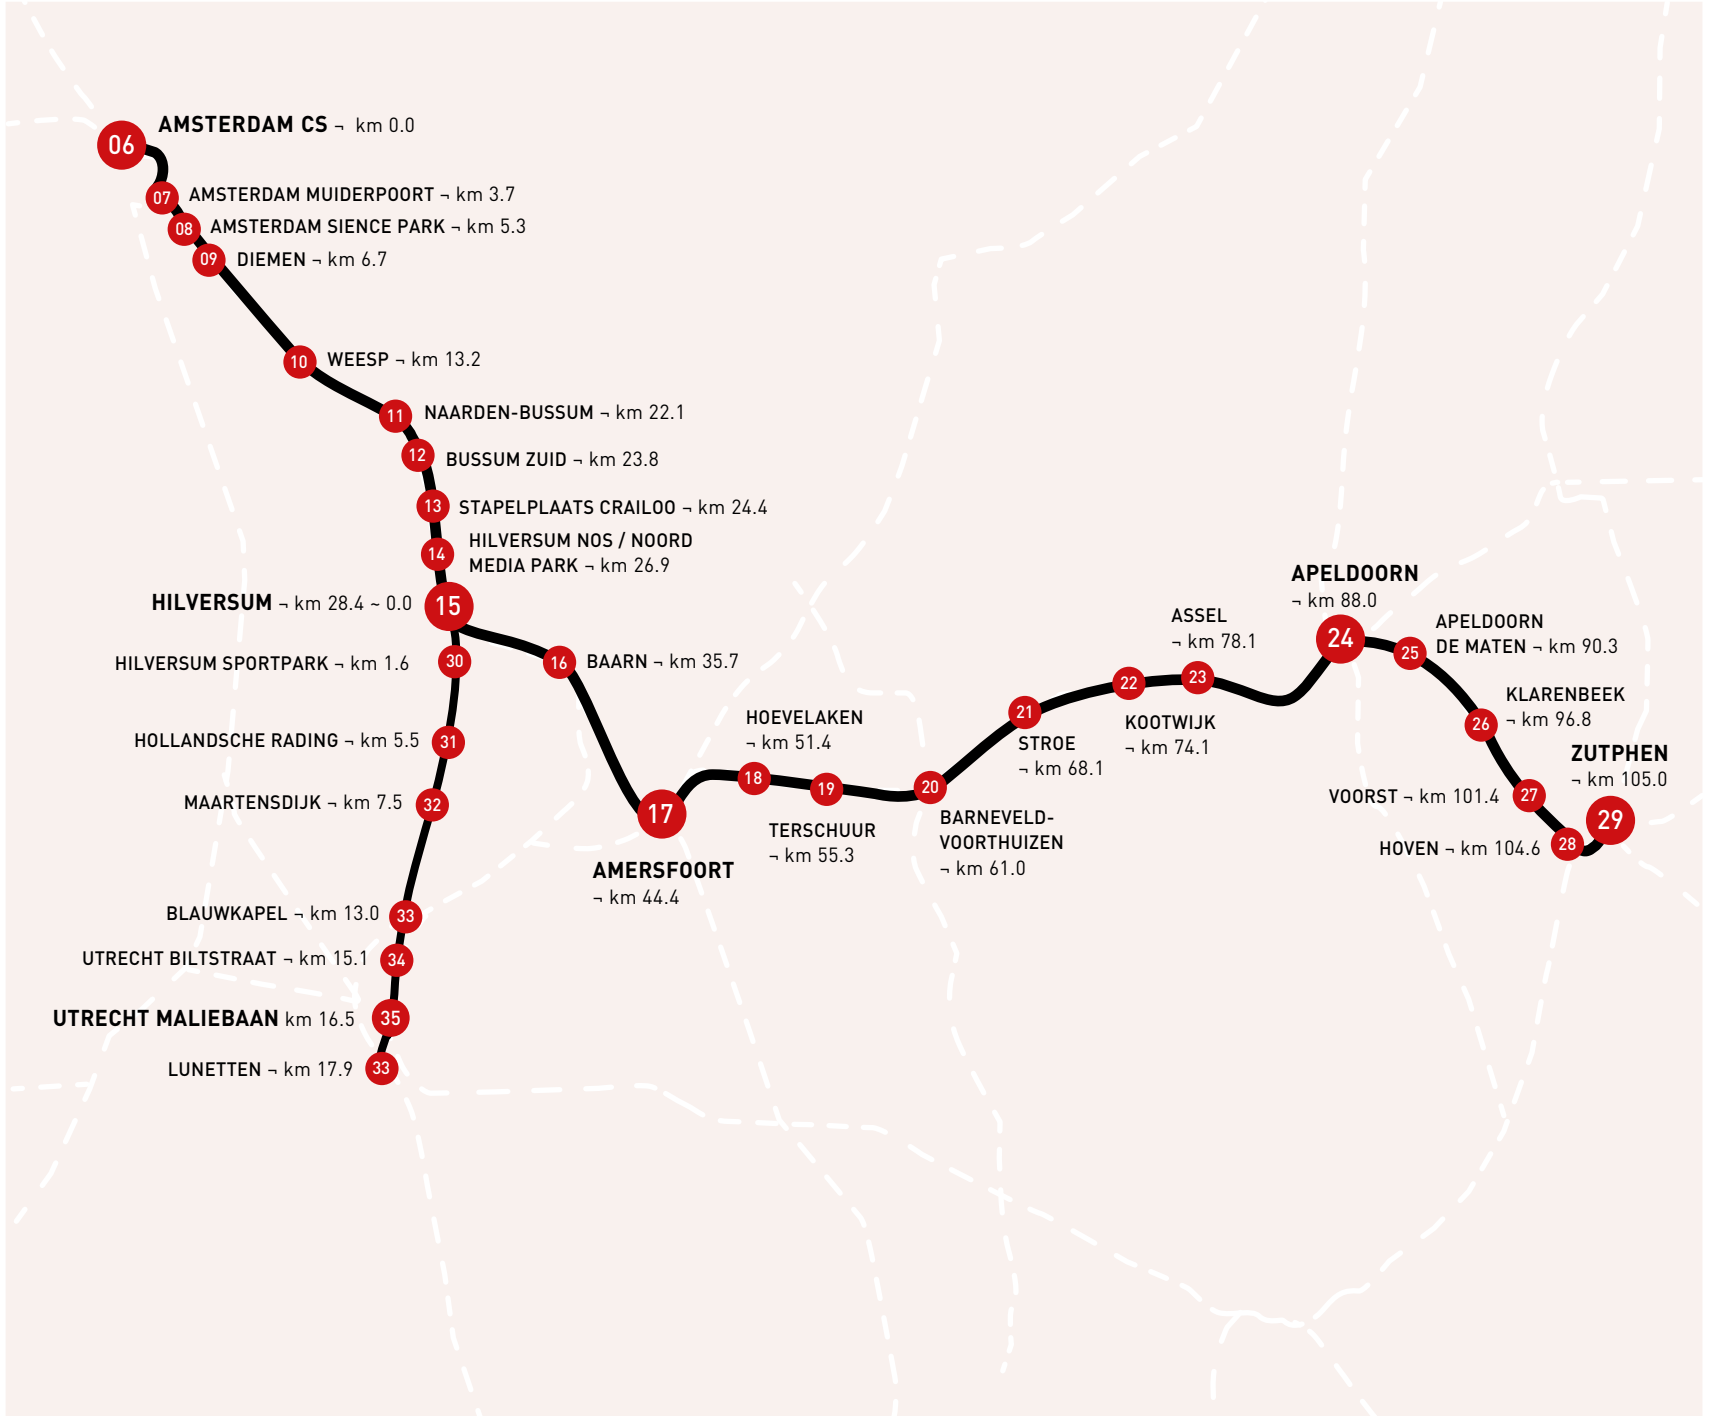 06
AMSTERDAM CS ¬ km 0.0
07
AMSTERDAM MUIDERPOORT ¬ km 3.7
08
AMSTERDAM SIENCE PARK ¬ km 5.3
09
DIEMEN ¬ km 6.7
10
WEESP ¬ km 13.2
11
NAARDEN-BUSSUM ¬ km 22.1
12
BUSSUM ZUID ¬ km 23.8
13
STAPELPLAATS CRAILOO ¬ km 24.4
14
HILVERSUM NOS / NOORD
MEDIA PARK ¬ km 26.9
HILVERSUM ¬ km 28.4 ~ 0.0
15
16
BAARN ¬ km 35.7
17
AMERSFOORT
¬ km 44.4
HOEVELAKEN
¬ km 51.4
18
19
TERSCHUUR
¬ km 55.3
20
BARNEVELD-
VOORTHUIZEN
¬ km 61.0
21
STROE
¬ km 68.1
22
KOOTWIJK
¬ km 74.1
ASSEL
¬ km 78.1
23
APELDOORN
¬ km 88.0
24
APELDOORN
DE MATEN ¬ km 90.3
25
KLARENBEEK
¬ km 96.8
26
VOORST ¬ km 101.4
27
HOVEN ¬ km 104.6
28
ZUTPHEN
¬ km 105.0
29
HILVERSUM SPORTPARK ¬ km 1.6
30
HOLLANDSCHE RADING ¬ km 5.5
31
MAARTENSDIJK ¬ km 7.5
32
BLAUWKAPEL ¬ km 13.0
33
UTRECHT BILTSTRAAT ¬ km 15.1
34
UTRECHT MALIEBAAN km 16.5
35
LUNETTEN ¬ km 17.9
33